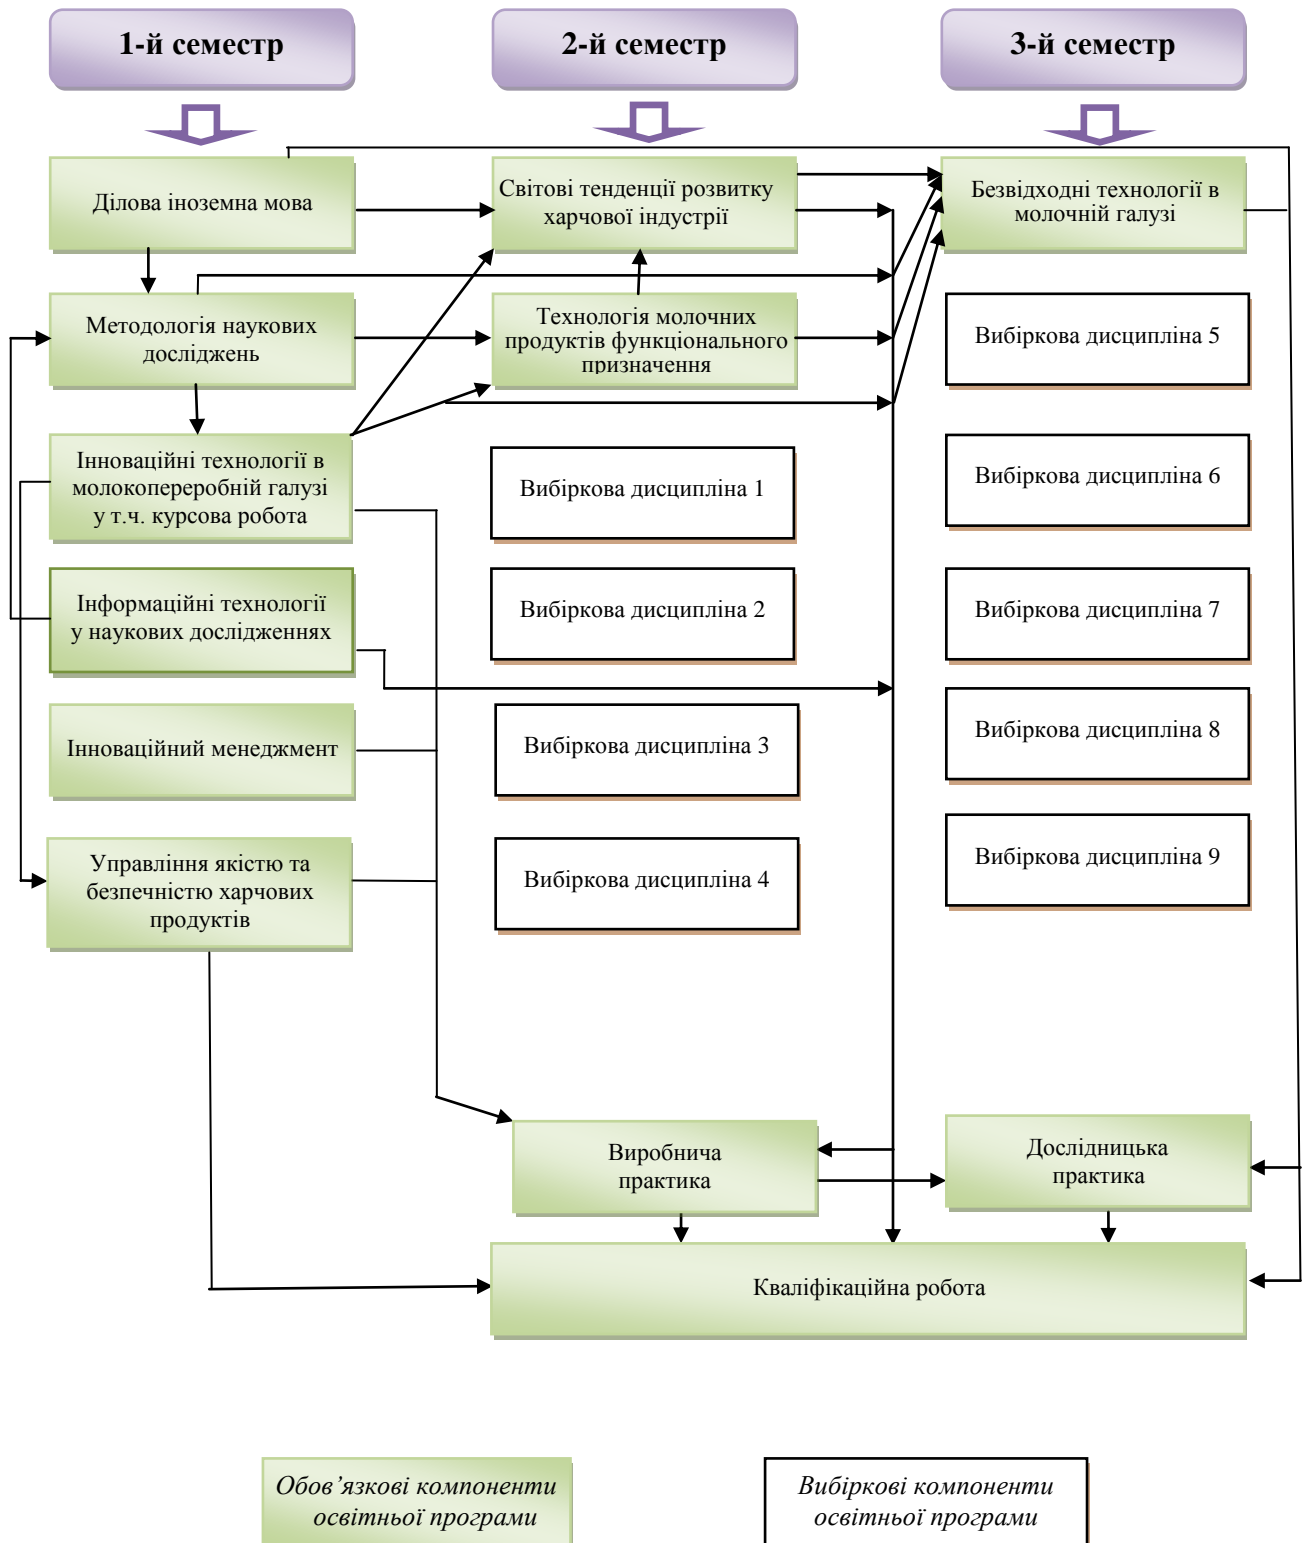 1-й семестр
2-й семестр
3-й семестр
Ділова іноземна мова
Світові тенденції розвитку
харчової індустрії
Безвідходні технології в
молочній галузі
Методологія наукових
досліджень
Технологія молочних
продуктів функціонального
призначення
Вибіркова дисципліна 5
Інноваційні технології в
молокопереробній галузі
у т.ч. курсова робота
Вибіркова дисципліна 1
Вибіркова дисципліна 6
Інформаційні технології
у наукових дослідженнях
Вибіркова дисципліна 2
Вибіркова дисципліна 7
Інноваційний менеджмент
Вибіркова дисципліна 3
Вибіркова дисципліна 8
Управління якістю та
безпечністю харчових
продуктів
Вибіркова дисципліна 4
Вибіркова дисципліна 9
Виробнича
практика
Дослідницька
практика
Кваліфікаційна робота
Обов’язкові компоненти
освітньої програми
Вибіркові компоненти
освітньої програми